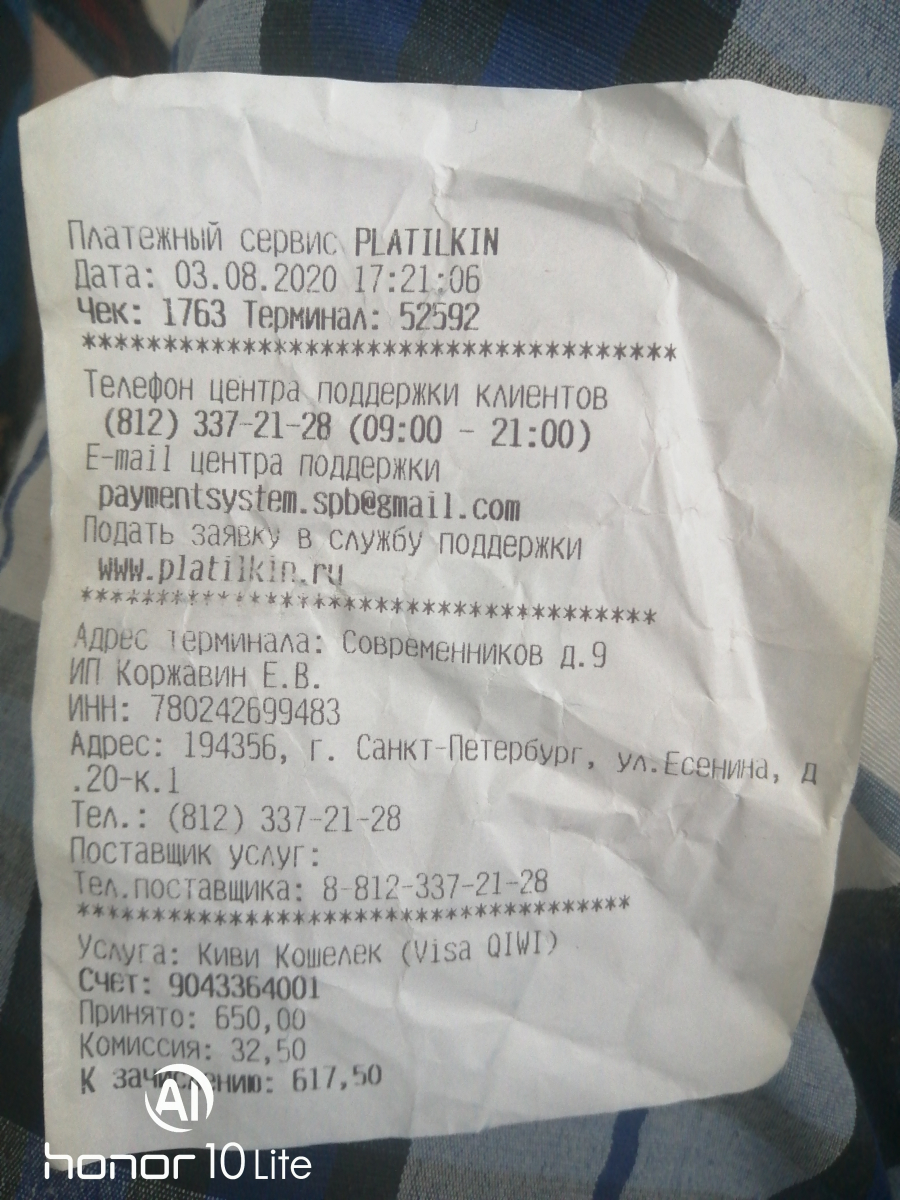 Платежный сервис PLATILKIN
Дата: 03.08.2020 17:21:06
Чек: 1763 Терминал: 52592
*************************************
Телефон центра поддержки клиентов
(812) 337-21-28 (09:00 - 21:00)
E-mail центра поддержки
paymentsystem.spb@gmail.com
Подать заявку в службу поддержки
www.platilkin.ru
*************************************
Адрес терминала: Современников д.9
ИП Коржавин Е.В.
ИНН: 780242699483
Адрес: 194356, г. Санкт-Петербург, ул.Есенина, д
.20-к.1
Тел.: (812) 337-21-28
Поставщик услуг:
Тел.поставщика: 8-812-337-21-28
*************************************
Услуга: Киви Кошелек (Visa QIWI)
Счет: 9043364001
Принято: 650,00
Комиссия: 32,50
К зачислению: 617,50
AI
honor 10 Lite